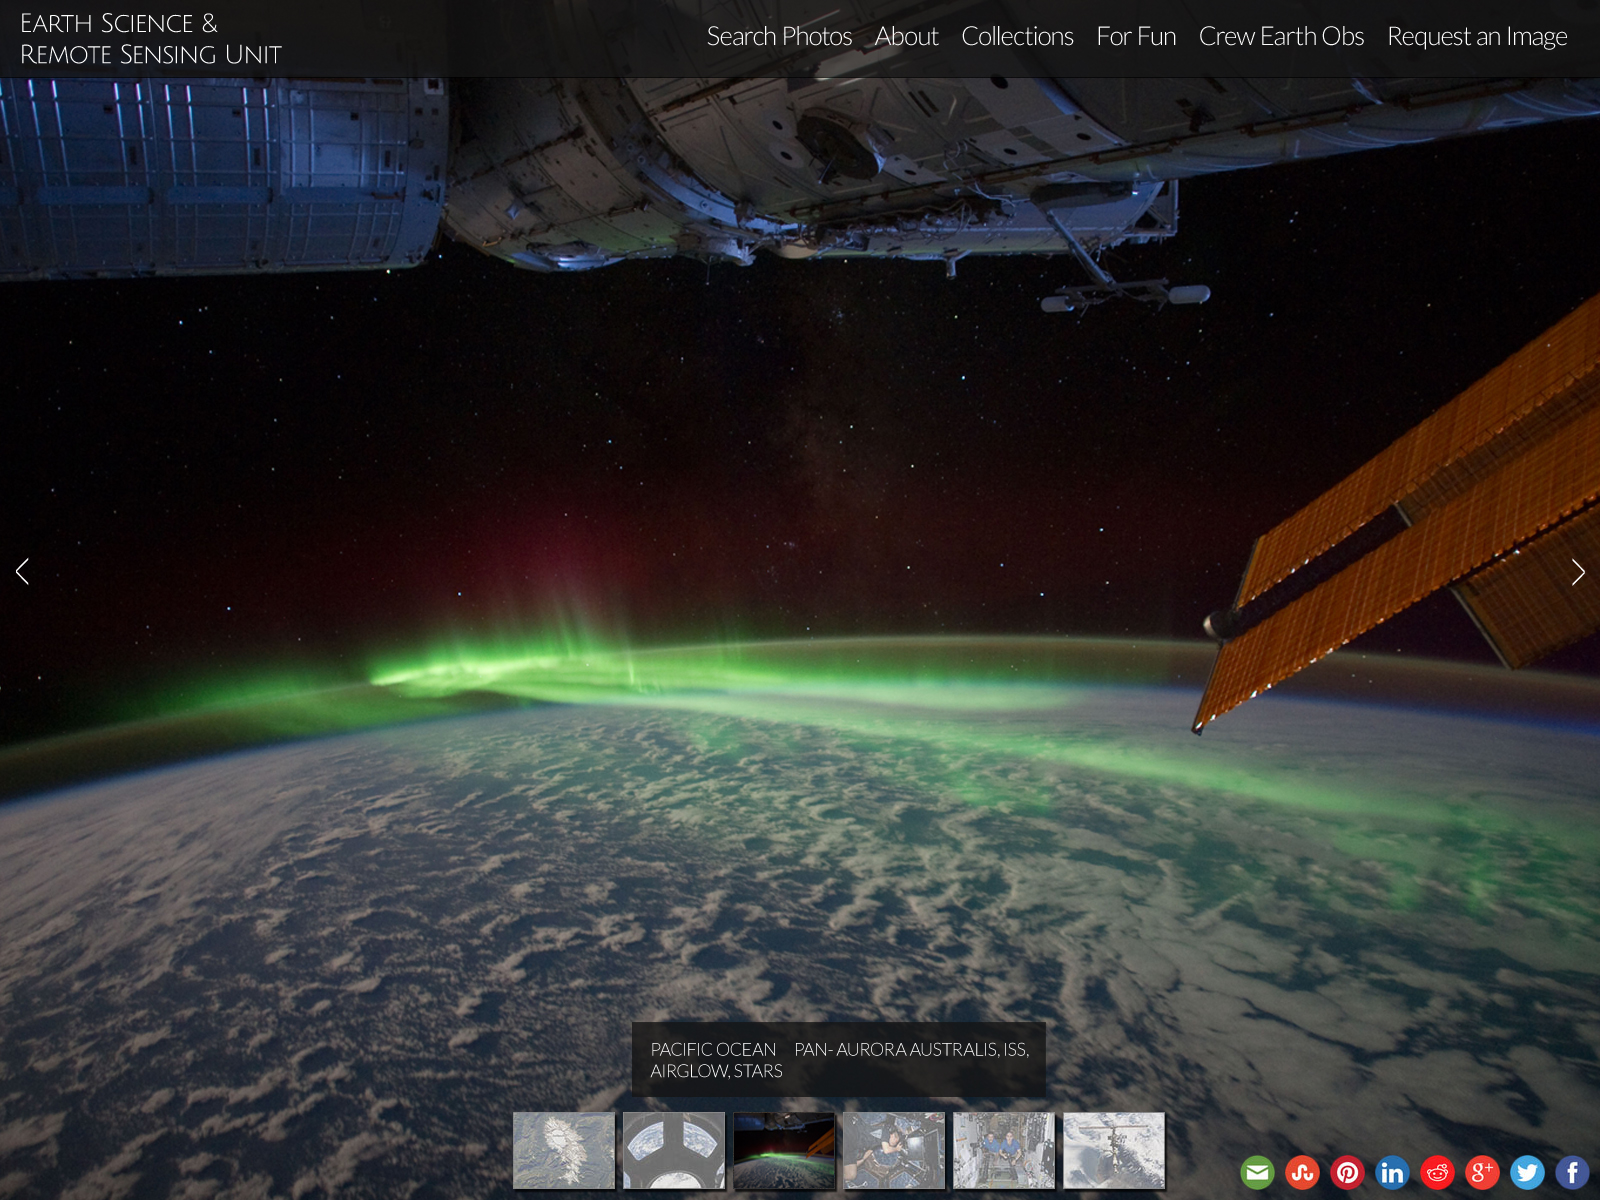 EARTH SCIENCE &
REMOTE SENSING UNIT
Search Photos About Collections For Fun Crew Earth Obs Request an Image
PACIFIC OCEAN PAN- AURORA AUSTRALIS, ISS,
AIRGLOW, STARS